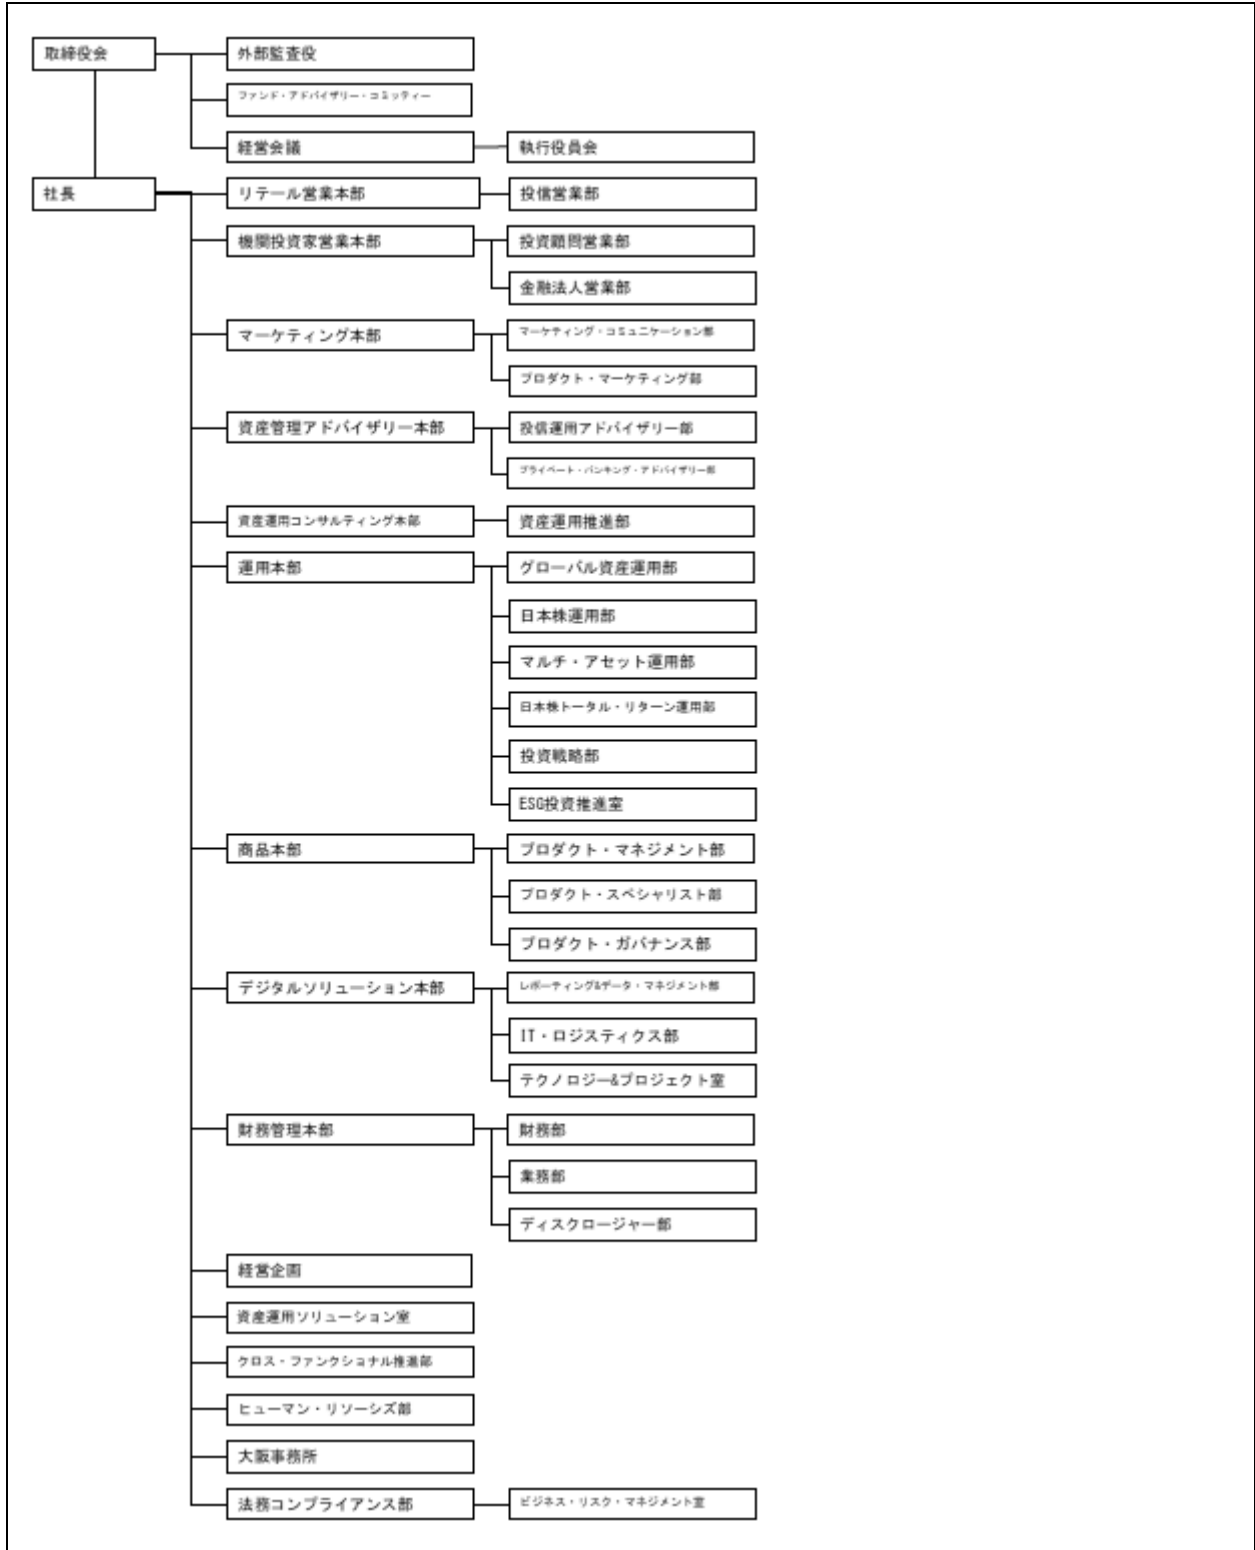 取締役会
外部監査役
ファンド・アドバイザリー・コミッティー
経営会議
執行役員会
社長
リテール営業本部
投信営業部
機関投資家営業本部
投資顧問営業部
金融法人営業部
マーケティング本部
マーケティング・コミュニケーション部
プロダクト・マーケティング部
資産管理アドバイザリー本部
投信運用アドバイザリー部
プライベート・バンキング・アドバイザリー部
資産運用コンサルティング本部
資産運用推進部
運用本部
グローバル資産運用部
日本株運用部
マルチ・アセット運用部
日本株トータル・リターン運用部
投資戦略部
ESG投資推進室
商品本部
プロダクト・マネジメント部
プロダクト・スペシャリスト部
プロダクト・ガバナンス部
デジタルソリューション本部
レポーティング&データ・マネジメント部
IT・ロジスティクス部
テクノロジー&プロジェクト室
財務管理本部
財務部
業務部
ディスクロージャー部
経営企画
資産運用ソリューション室
クロス・ファンクショナル推進部
ヒューマン・リソーシズ部
大阪事務所
法務コンプライアンス部
ビジネス・リスク・マネジメント室